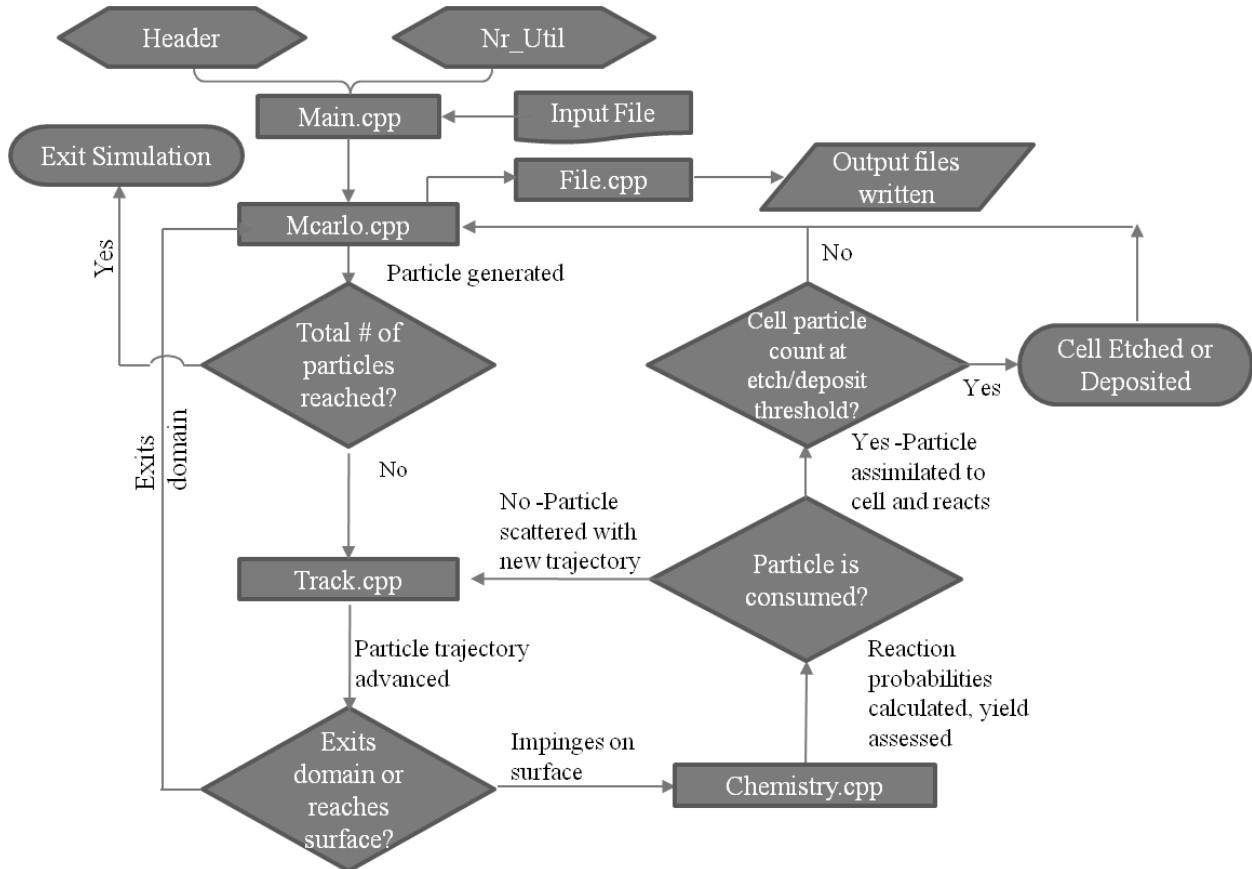 Header
Nr_Util
Main.cpp
Input File
Exit Simulation
File.cpp
Output files
written
Mcarlo.cpp
Yes
Particle generated
No
Total # of
particles
reached?
Cell particle
count at
etch/deposit
threshold?
Yes
Cell Etched or
Deposited
Exits
domain
No
Yes -Particle
assimilated to
cell and reacts
No -Particle
scattered with
new trajectory
Track.cpp
Particle is
consumed?
Particle trajectory
advanced
Reaction
probabilities
calculated, yield
assessed
Exits
domain or
reaches
surface?
Impinges on
surface
Chemistry.cpp